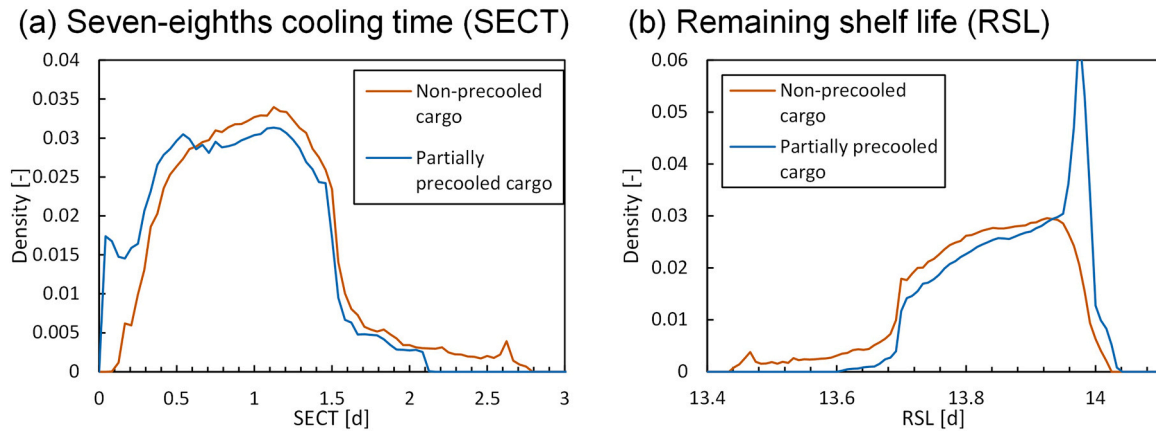 (a) Seven-eighths cooling time (SECT)
0.04
0.035
0.03
0.025
0.02
0.015
0.01
0.005
0
Density [-]
Non-precooled
cargo
Partially
precooled cargo
0 0.5 1 1.5 2 2.5 3
SECT [d]
(b) Remaining shelf life (RSL)
0.06
0.05
0.04
0.03
0.02
0.01
0
Density [-]
Non-precooled
cargo
Partially precooled
cargo
13.4 13.6 13.8 14
RSL [d]